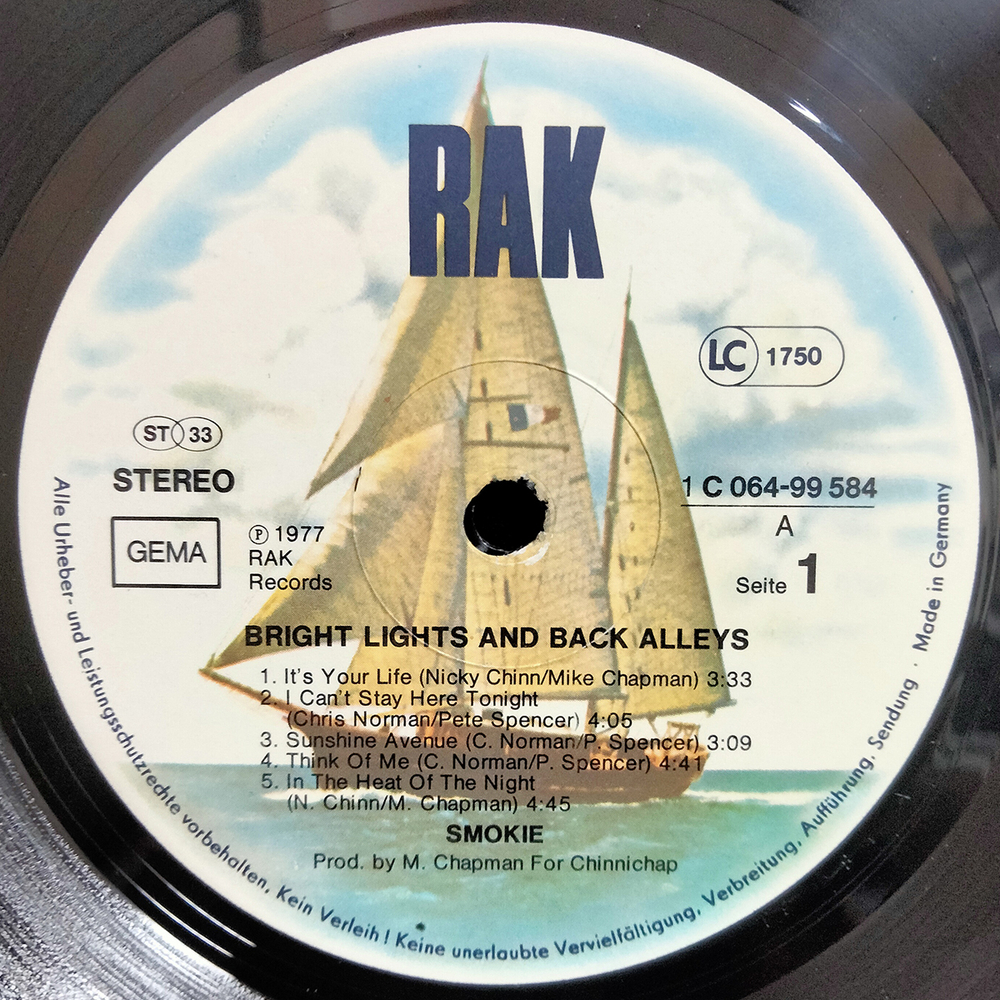 RAK
LC 1750
ST 33
STEREO
GEMA
℗ 1977
RAK
Records
1 C 064-99 584
A
Seite 1
BRIGHT LIGHTS AND BACK ALLEYS
1. It's Your Life (Nicky Chinn/Mike Chapman) 3:33
2. I Can't Stay Here Tonight
(Chris Norman/Pete Spencer) 4:05
3. Sunshine Avenue (C. Norman/P. Spencer) 3:09
4. Think Of Me (C. Norman/P. Spencer) 4:41
5. In The Heat Of The Night
(N. Chinn/M. Chapman) 4:45
SMOKIE
Prod. by M. Chapman For Chinnichap
Alle Urheber- und Leistungsschutzrechte vorbehalten, Kein Verleih! Keine unerlaubte Vervielfältigung, Verbreitung, Aufführung, Sendung · Made in Germany